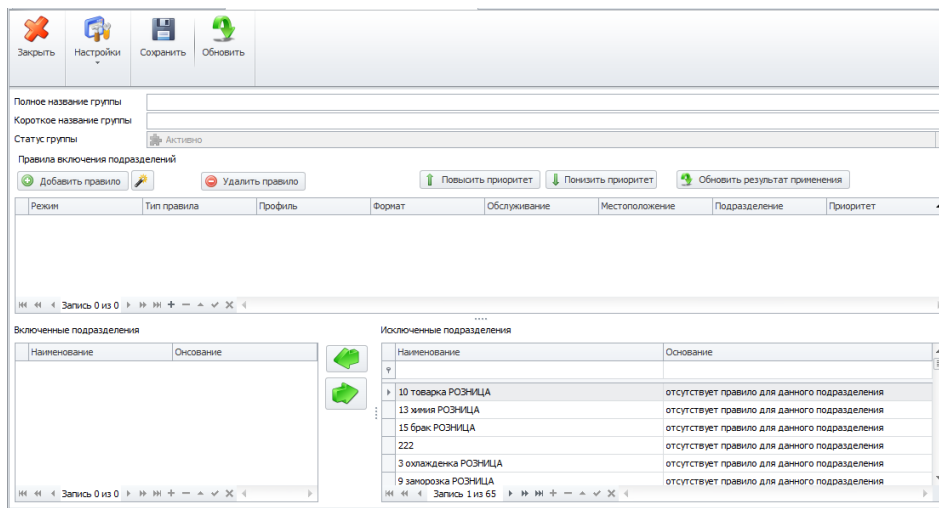 Закрыть Настройки Сохранить Обновить
Полное название группы
Короткое название группы
Статус группы Активно
Правила включения подразделений
Добавить правило Удалить правило Повысить приоритет Понизить приоритет Обновить результат применения
Режим Тип правила Профиль Формат Обслуживание Местоположение Подразделение Приоритет
Запись 0 из 0
Включенные подразделения Исключенные подразделения
Наименование Онсование Наименование Основание
10 товарка РОЗНИЦА отсутствует правило для данного подразделения
13 химия РОЗНИЦА отсутствует правило для данного подразделения
15 брак РОЗНИЦА отсутствует правило для данного подразделения
222 отсутствует правило для данного подразделения
3 охлажденка РОЗНИЦА отсутствует правило для данного подразделения
9 заморозка РОЗНИЦА отсутствует правило для данного подразделения
Запись 0 из 0 Запись 1 из 65